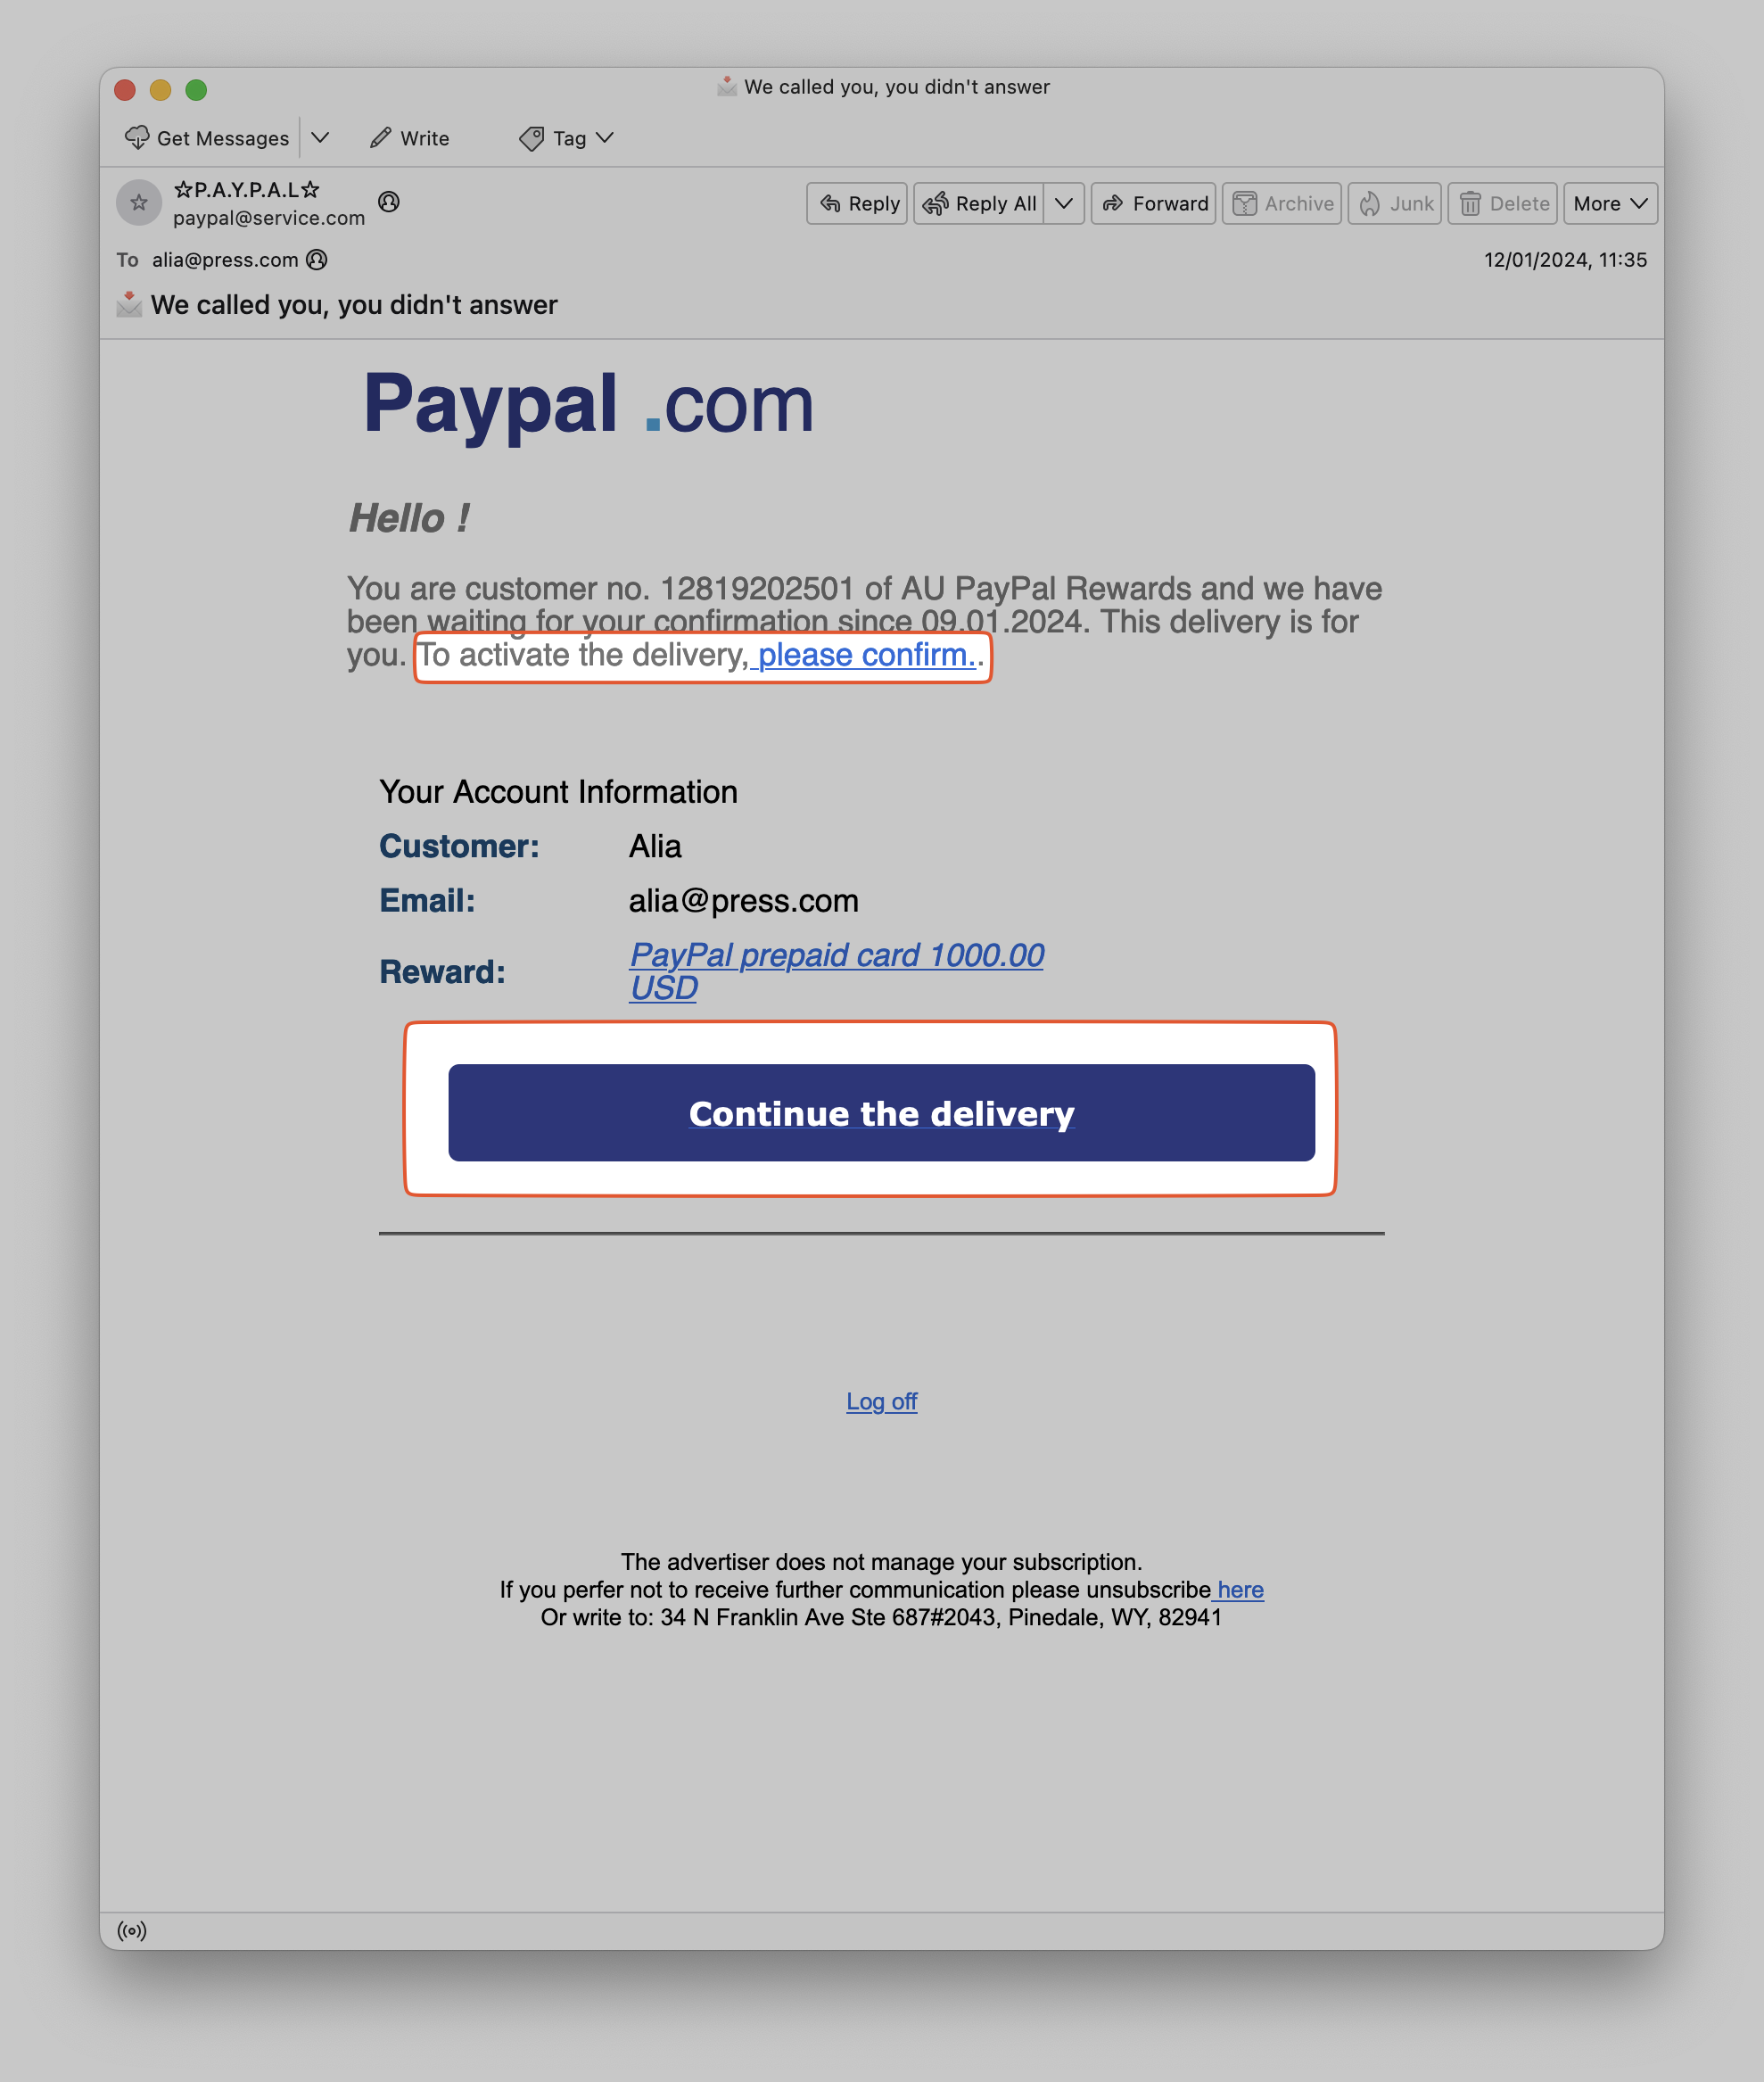 We called you, you didn't answer
Get Messages Write Tag
☆P.A.Y.P.A.L☆
paypal@service.com
Reply Reply All Forward Archive Junk Delete More
To alia@press.com 12/01/2024, 11:35
We called you, you didn't answer
Paypal .com
Hello !
You are customer no. 12819202501 of AU PayPal Rewards and we have
been waiting for your confirmation since 09.01.2024. This delivery is for
you. To activate the delivery, please confirm..
Your Account Information
Customer: Alia
Email: alia@press.com
Reward: PayPal prepaid card 1000.00
USD
Continue the delivery
Log off
The advertiser does not manage your subscription.
If you perfer not to receive further communication please unsubscribe here
Or write to: 34 N Franklin Ave Ste 687#2043, Pinedale, WY, 82941